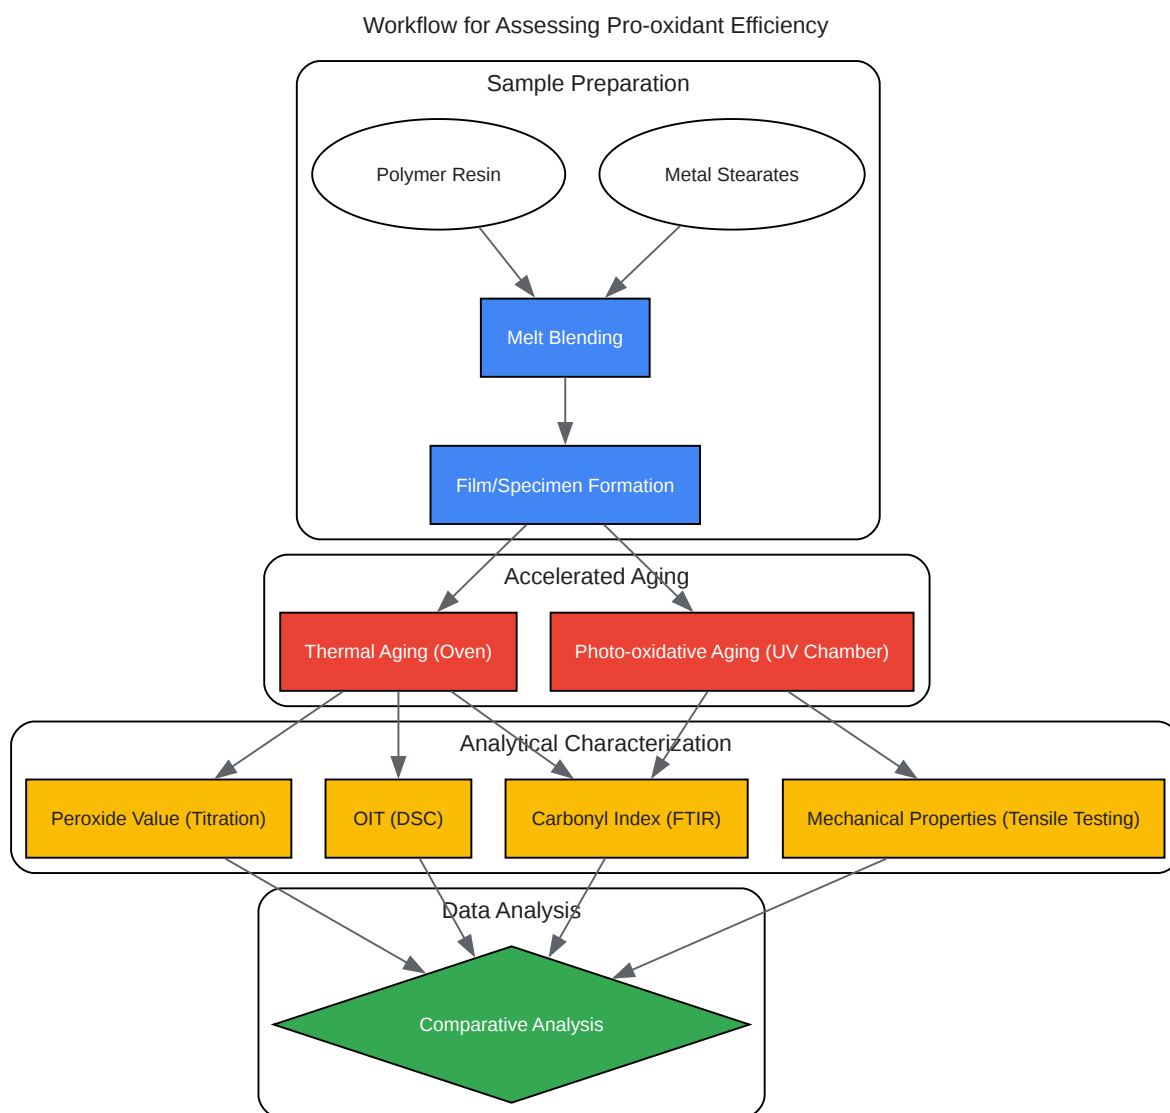 Workflow for Assessing Pro-oxidant Efficiency
Sample Preparation
Polymer Resin
Metal Stearates
Melt Blending
Film/Specimen Formation
Accelerated Aging
Thermal Aging (Oven)
Photo-oxidative Aging (UV Chamber)
Analytical Characterization
Peroxide Value (Titration)
OIT (DSC)
Carbonyl Index (FTIR)
Mechanical Properties (Tensile Testing)
Data Analysis
Comparative Analysis